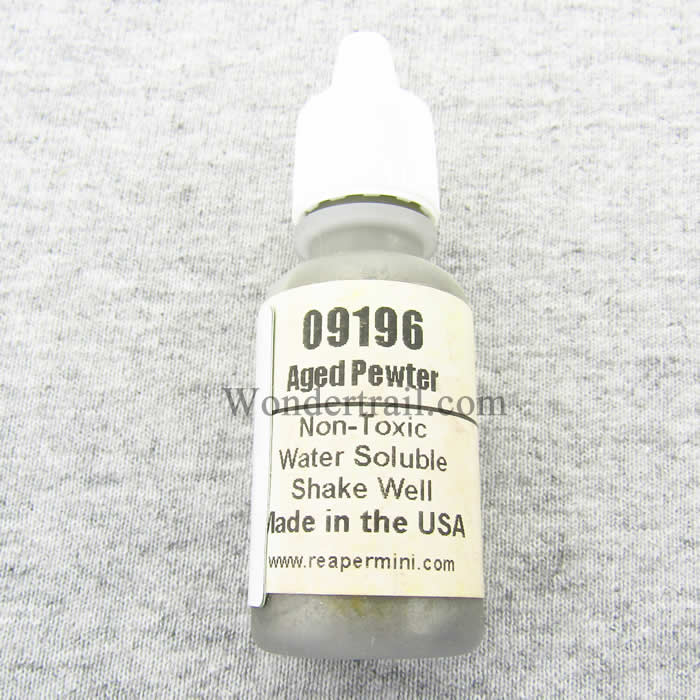 09196
Aged Pewter
Wondertrail.com
Non-Toxic
Water Soluble
Shake Well
Made in the USA
www.reapermini.com